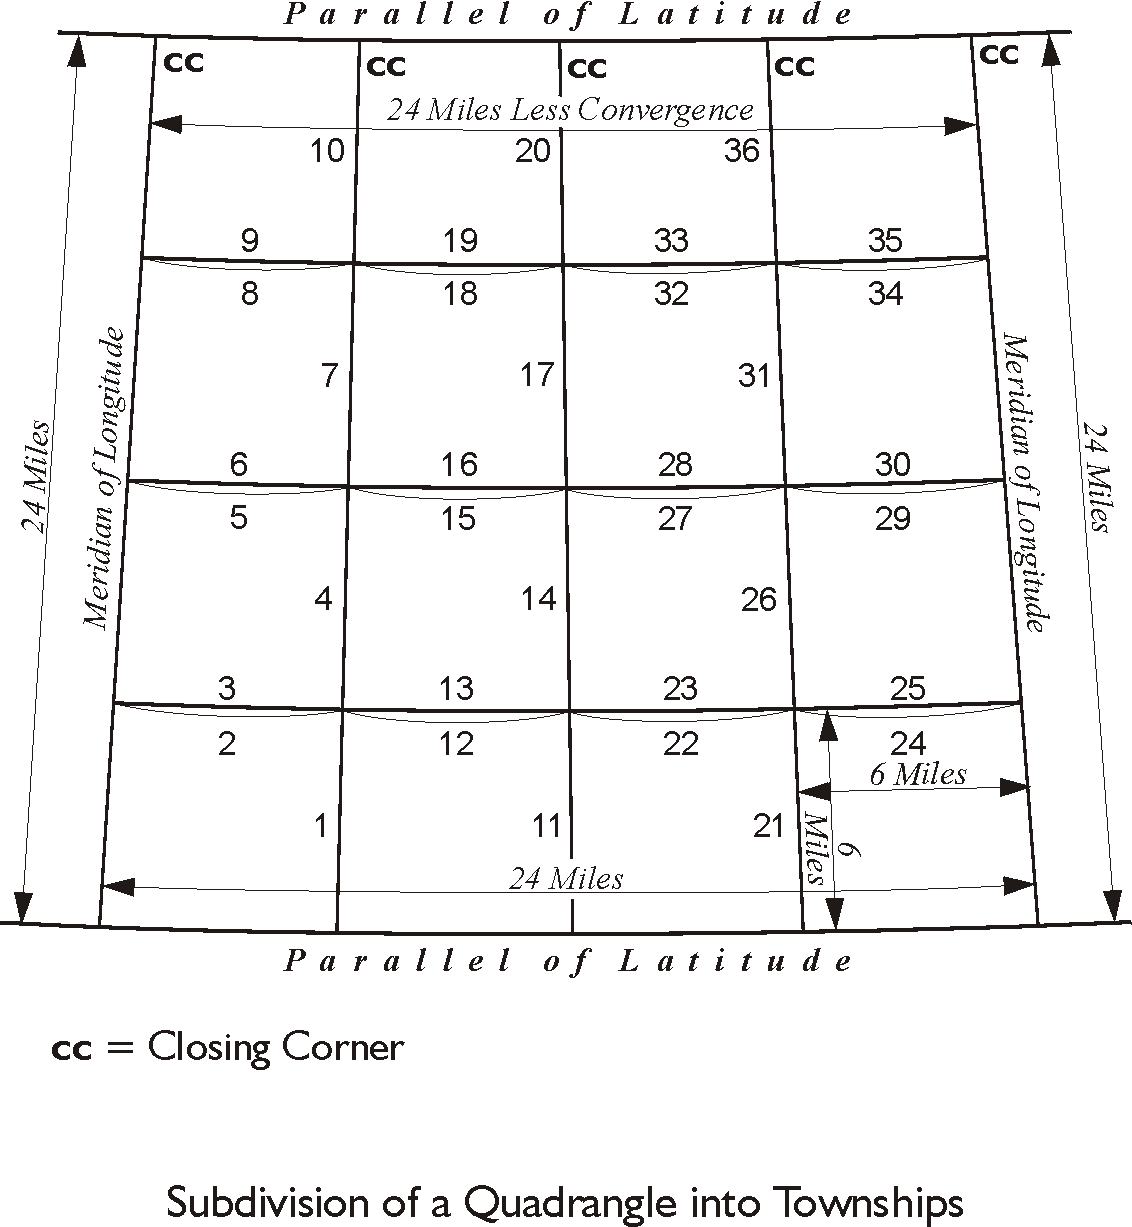 Parallel of Latitude
cc cc cc cc cc
24 Miles Less Convergence
10 20 36
9 19 33 35
8 18 32 34
7 17 31
6 16 28 30
5 15 27 29
4 14 26
3 13 23 25
2 12 22 24
6 Miles
1 11 21
6
Miles
24 Miles
24 Miles
Meridian of Longitude
Meridian of Longitude
24 Miles
Parallel of Latitude
cc = Closing Corner
Subdivision of a Quadrangle into Townships